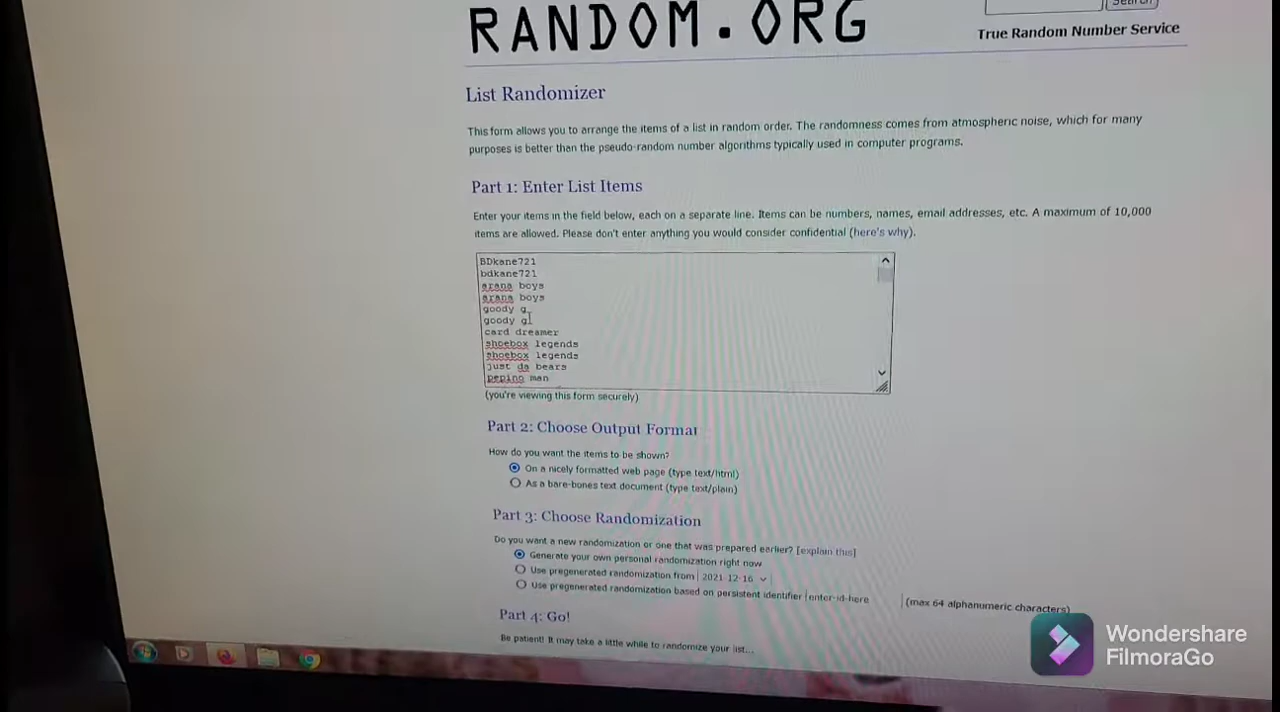 Search
RANDOM.ORG
True Random Number Service
List Randomizer
This form allows you to arrange the items of a list in random order. The randomness comes from atmospheric noise, which for many
purposes is better than the pseudo-random number algorithms typically used in computer programs.
Part 1: Enter List Items
Enter your items in the field below, each on a separate line. Items can be numbers, names, email addresses, etc. A maximum of 10,000
items are allowed. Please don't enter anything you would consider confidential (here's why).
BDkane721
bdkane721
arana boys
arana boys
goody g
goody g
card dreamer
shoebox legends
shoebox legends
just da bears
peping man
(you're viewing this form securely)
Part 2: Choose Output Format
How do you want the items to be shown?
On a nicely formatted web page (type text/html)
As a bare-bones text document (type text/plain)
Part 3: Choose Randomization
Do you want a new randomization or one that was prepared earlier? [explain this]
Generate your own personal randomization right now
Use pregenerated randomization from 2021-12-16
Use pregenerated randomization based on persistent identifier enter-id-here (max 64 alphanumeric characters)
Part 4: Go!
Be patient! It may take a little while to randomize your list...
Wondershare
FilmoraGo